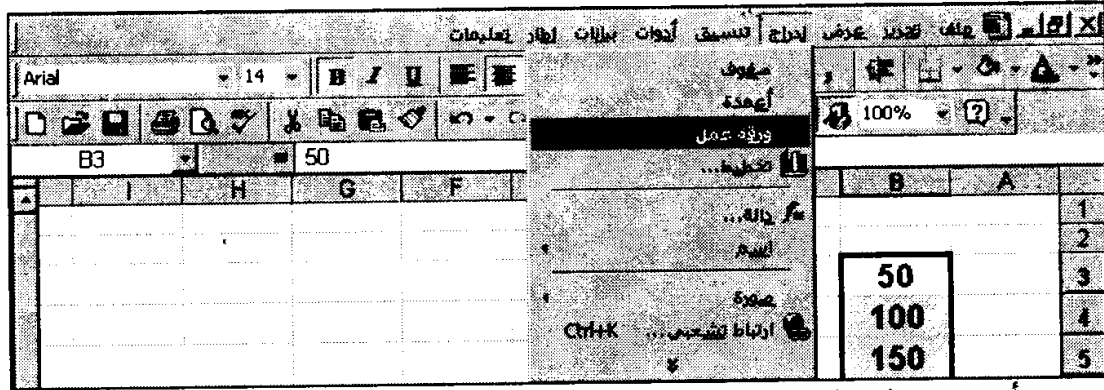 ملف تحرير عرض إدراج تنسيق أدوات بيانات إطار تعليمات
Arial 14 B I U
100%
B3 = 50
صفوف
أعمدة
ورقة عمل
تخطيط...
دالة...
اسم
صورة
ارتباط تشعبي... Ctrl+K
I H G F B A
1
2
50 3
100 4
150 5